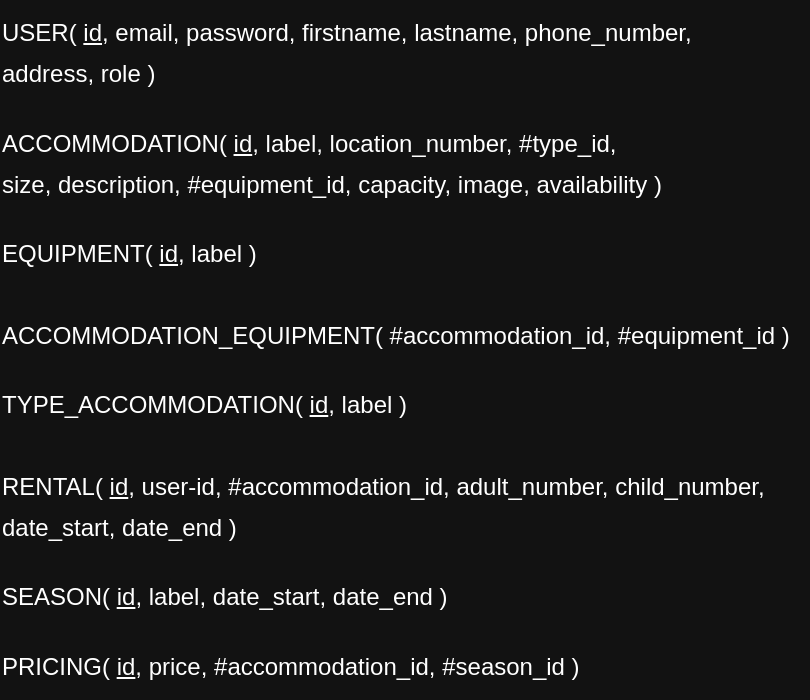 USER( id, email, password, firstname, lastname, phone_number,
address, role )
ACCOMMODATION( id, label, location_number, #type_id,
size, description, #equipment_id, capacity, image, availability )
EQUIPMENT( id, label )
ACCOMMODATION_EQUIPMENT( #accommodation_id, #equipment_id )
TYPE_ACCOMMODATION( id, label )
RENTAL( id, user-id, #accommodation_id, adult_number, child_number,
date_start, date_end )
SEASON( id, label, date_start, date_end )
PRICING( id, price, #accommodation_id, #season_id )